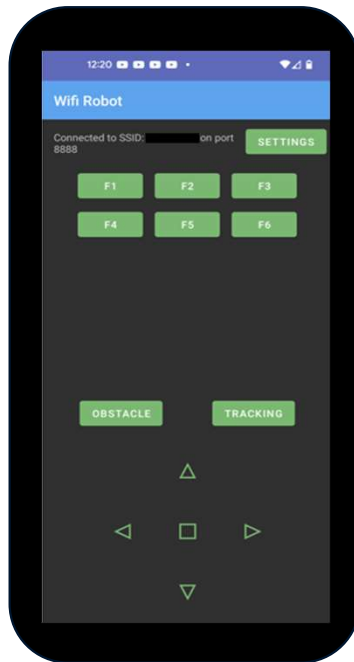 12:20
Wifi Robot
Connected to SSID: on port
8888
SETTINGS
F1 F2 F3
F4 F5 F6
OBSTACLE TRACKING